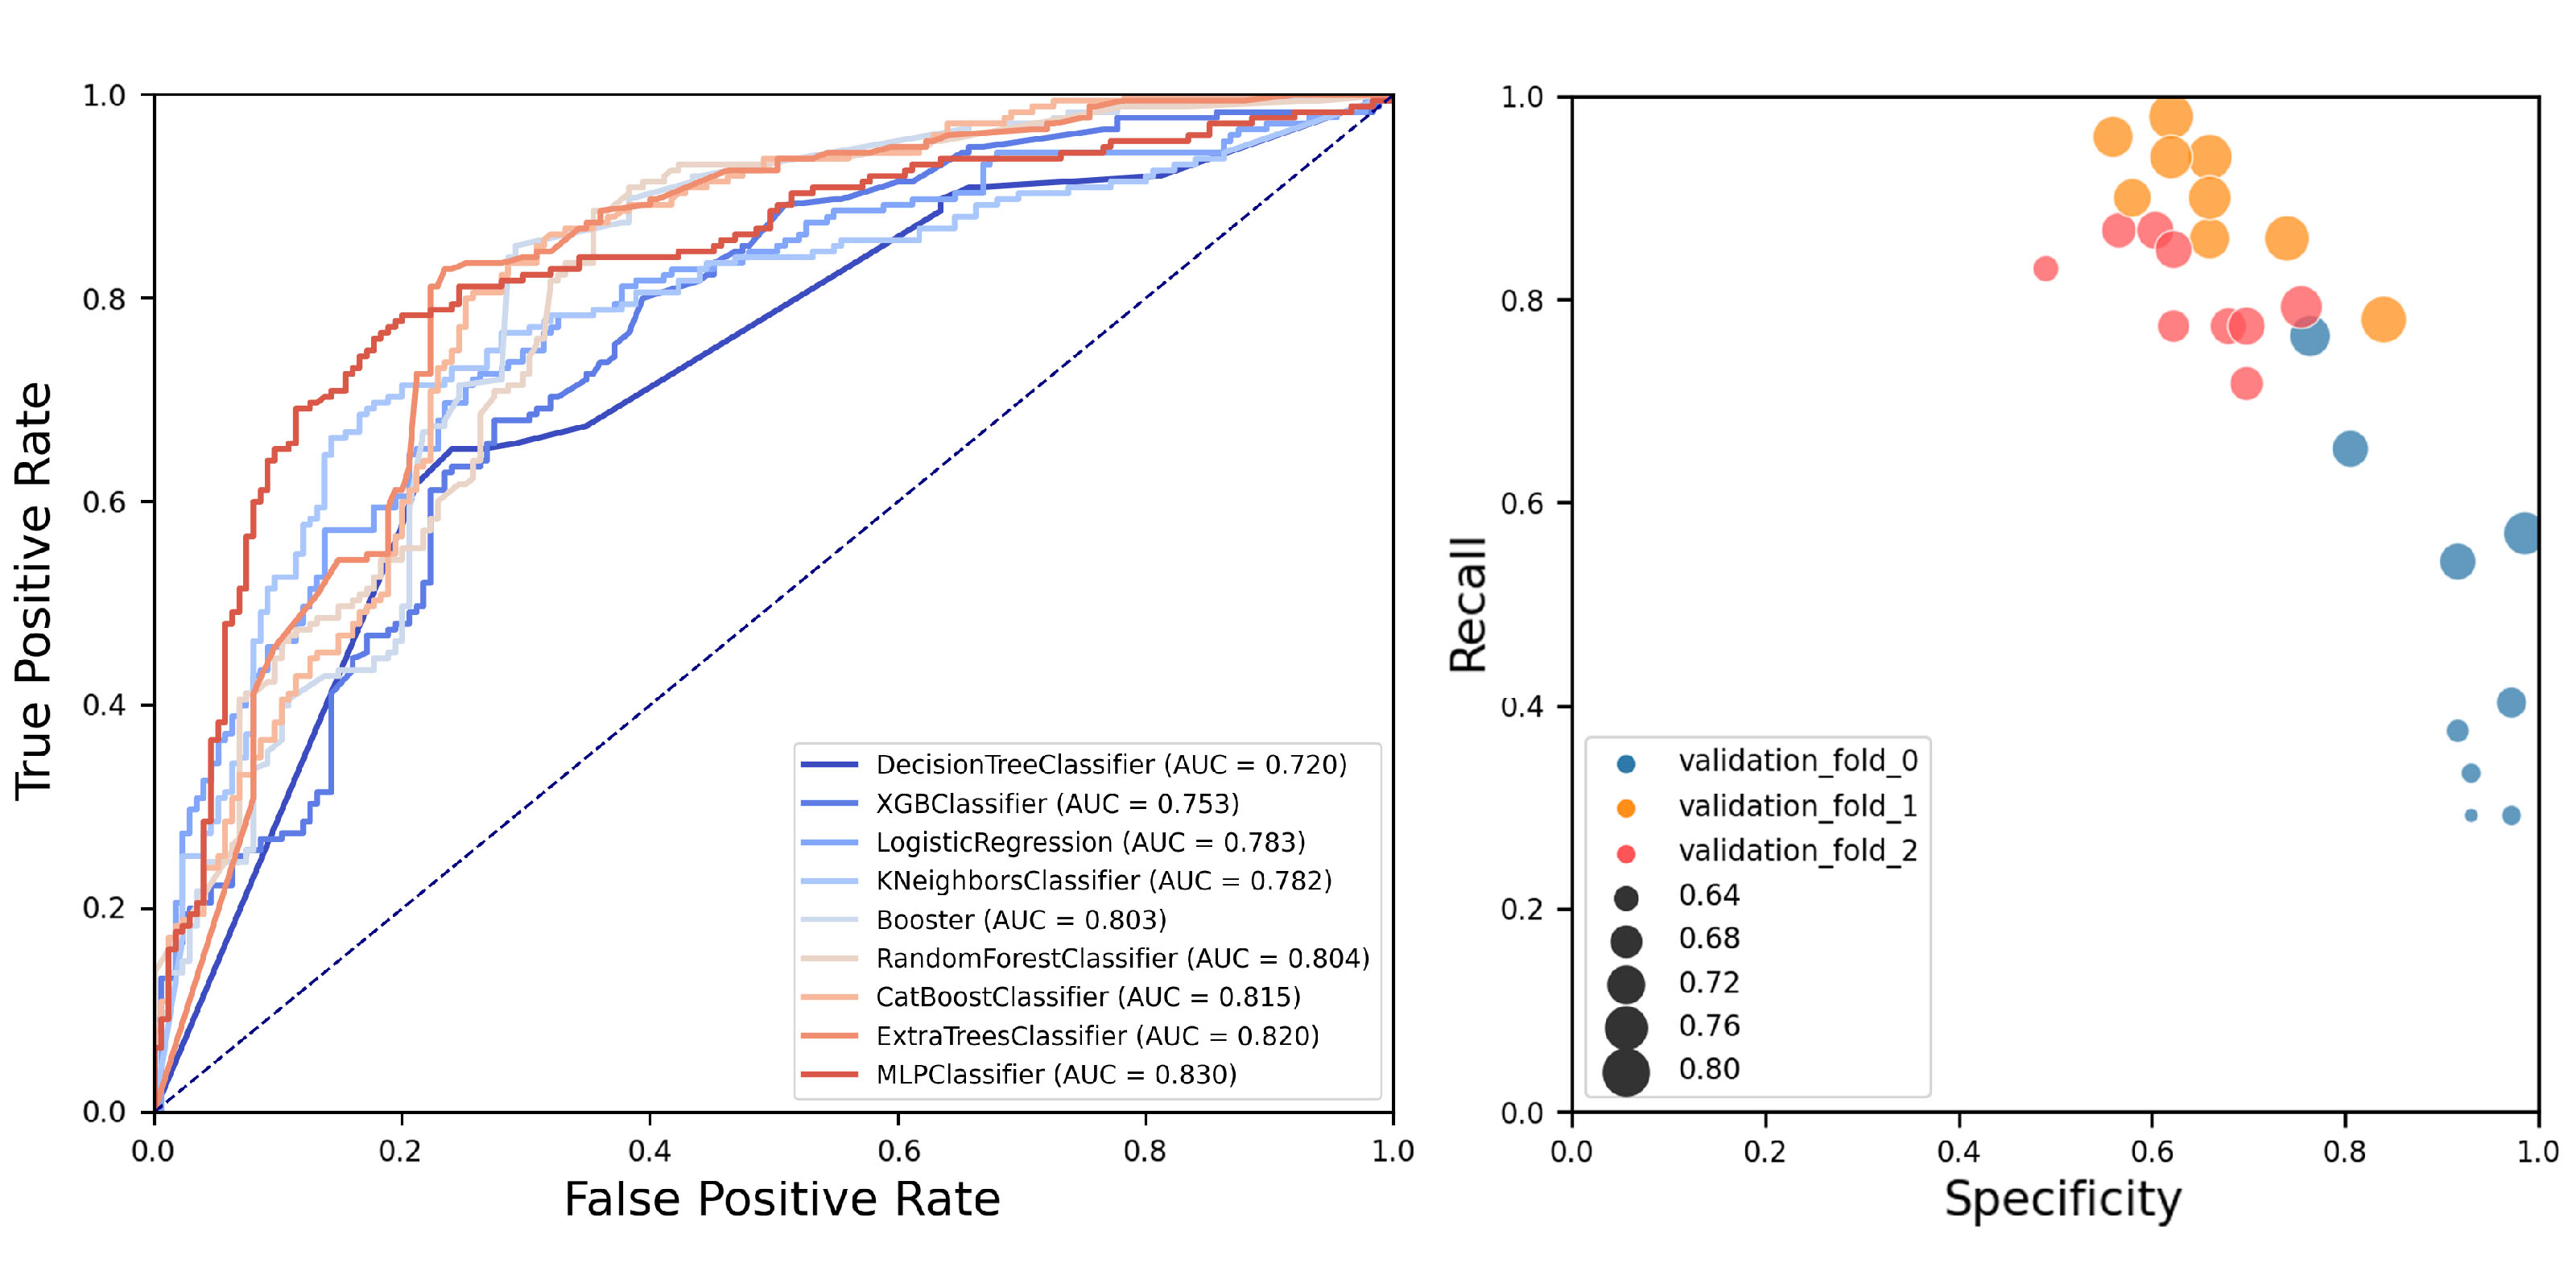 1.0
0.8
0.6
0.4
0.2
0.0
True Positive Rate
0.0 0.2 0.4 0.6 0.8 1.0
False Positive Rate
DecisionTreeClassifier (AUC = 0.720)
XGBClassifier (AUC = 0.753)
LogisticRegression (AUC = 0.783)
KNeighborsClassifier (AUC = 0.782)
Booster (AUC = 0.803)
RandomForestClassifier (AUC = 0.804)
CatBoostClassifier (AUC = 0.815)
ExtraTreesClassifier (AUC = 0.820)
MLPClassifier (AUC = 0.830)
1.0
0.8
0.6
0.4
0.2
0.0
Recall
0.0 0.2 0.4 0.6 0.8 1.0
Specificity
validation_fold_0
validation_fold_1
validation_fold_2
0.64
0.68
0.72
0.76
0.80